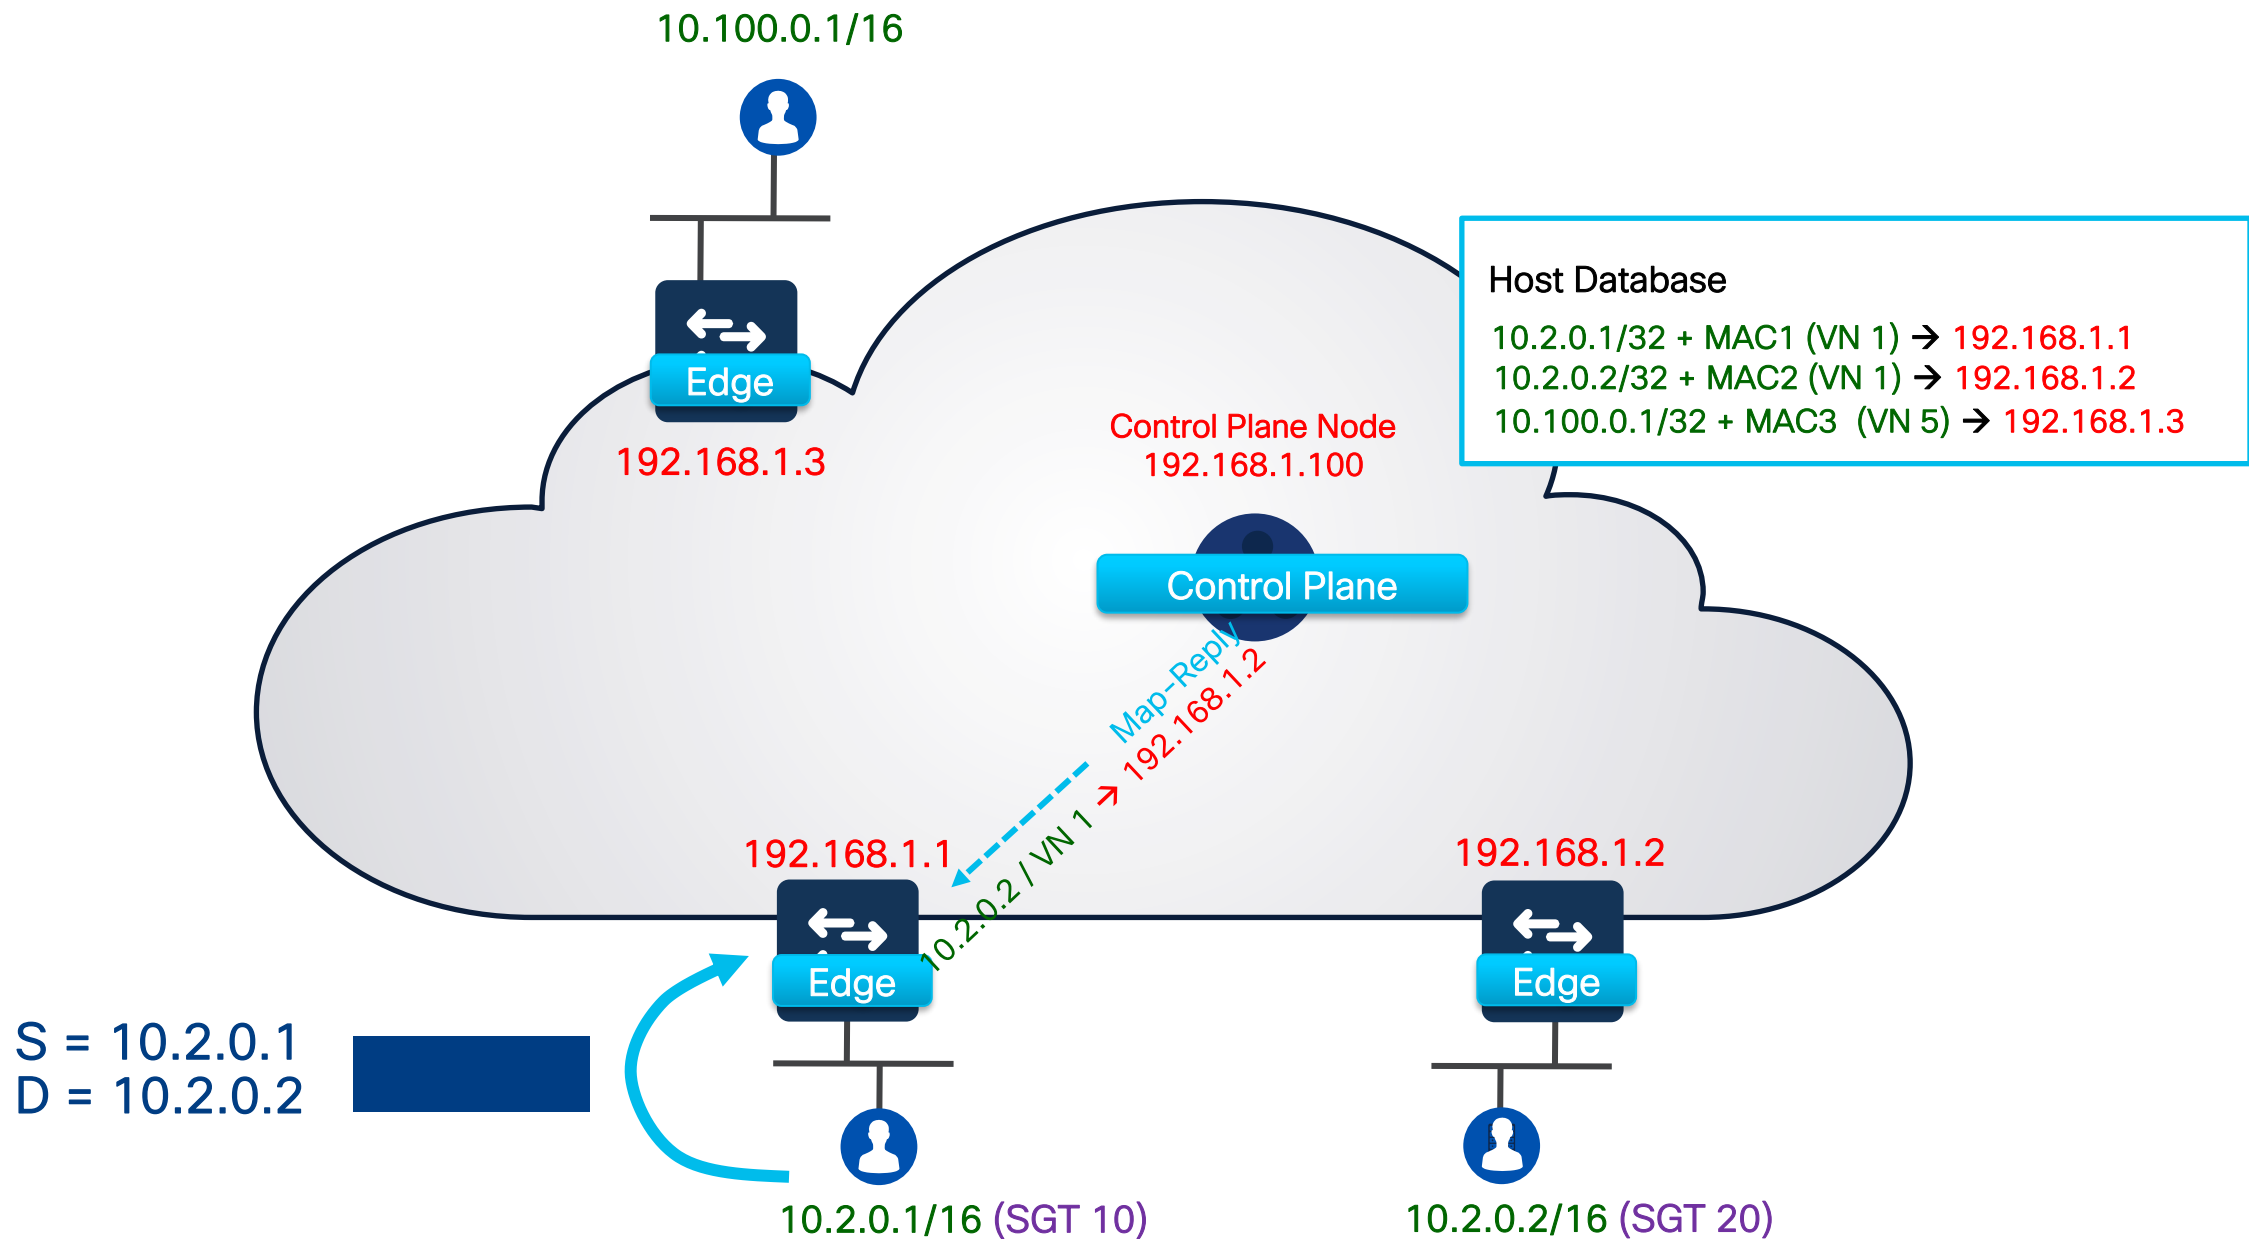 10.100.0.1/16
Host Database
10.2.0.1/32 + MAC1 (VN 1) → 192.168.1.1
10.2.0.2/32 + MAC2 (VN 1) → 192.168.1.2
10.100.0.1/32 + MAC3 (VN 5) → 192.168.1.3
Edge
192.168.1.3
Control Plane Node
192.168.1.100
Control Plane
Map-Reply
10.2.0.2 / VN 1 → 192.168.1.2
192.168.1.1
192.168.1.2
Edge
Edge
S = 10.2.0.1
D = 10.2.0.2
10.2.0.1/16 (SGT 10)
10.2.0.2/16 (SGT 20)